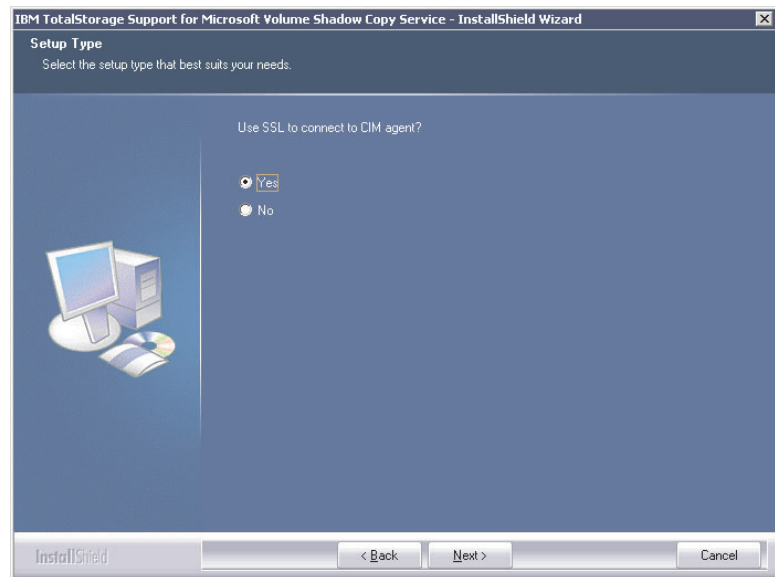 IBM TotalStorage Support for Microsoft Volume Shadow Copy Service - InstallShield Wizard
Setup Type
Select the setup type that best suits your needs.
Use SSL to connect to CIM agent?
Yes
No
InstallShield
< Back
Next >
Cancel